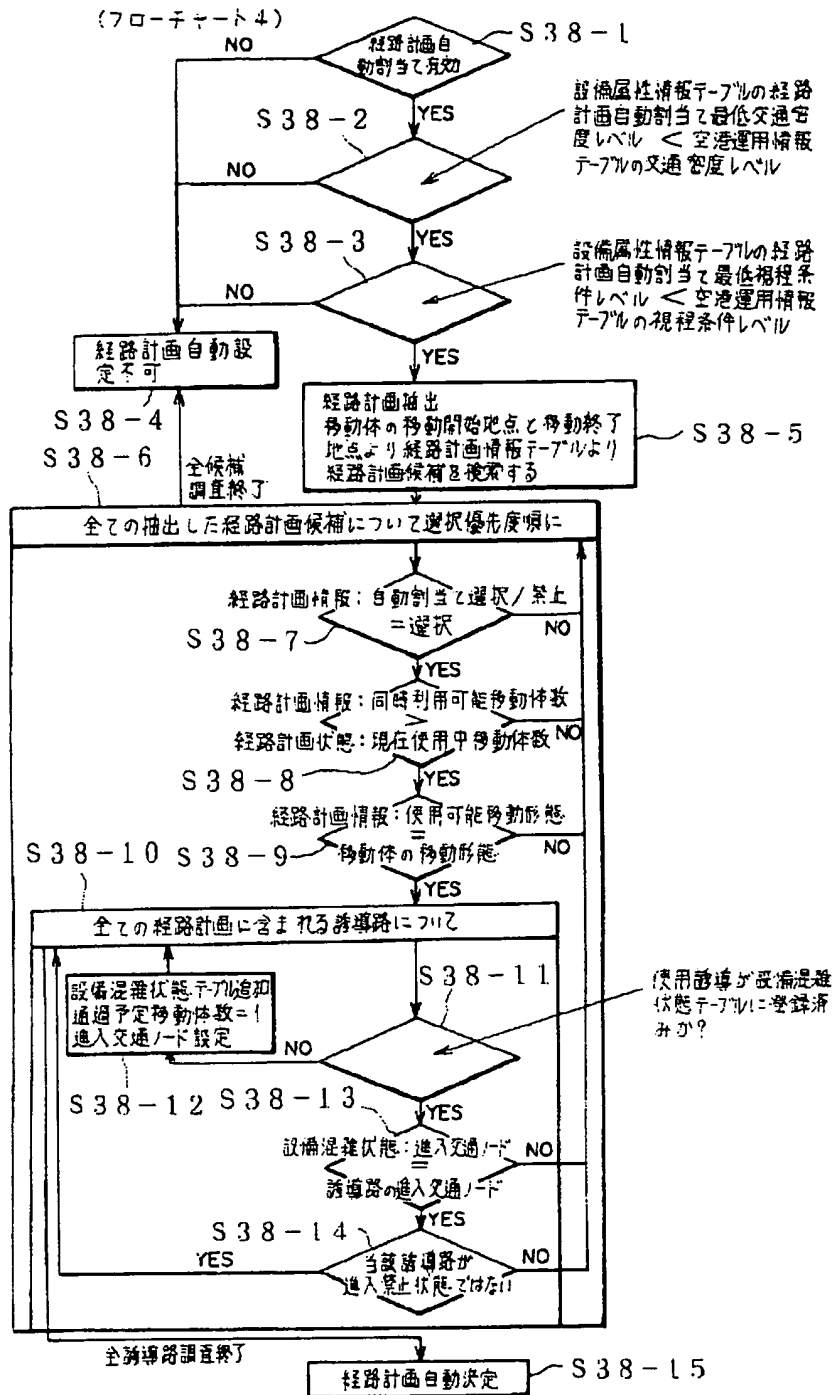 (フローチャート4)
S38-1
経路計画自
動割当て有効
NO
YES
設備属性情報テーブルの経路
計画自動割当て最低交通密
度レベル < 空港運用情報
テーブルの交通密度レベル
S38-2
NO
YES
S38-3
設備属性情報テーブルの経路
計画自動割当て最低視程条
件レベル < 空港運用情報
テーブルの視程条件レベル
NO
YES
経路計画自動設
定不可
S38-4
経路計画抽出
移動体の移動開始地点と移動終了
地点より経路計画情報テーブルより
経路計画候補を検索する
S38-5
S38-6
全候補
調査終了
全ての抽出した経路計画候補について選択優先度順に
経路計画情報:自動割当て選択/禁止
=選択
NO
S38-7
YES
経路計画情報:同時利用可能移動体数
>
経路計画状態:現在使用中移動体数
NO
S38-8
YES
経路計画情報:使用可能移動形態
=
移動体の移動形態
NO
S38-10
S38-9
YES
全ての経路計画に含まれる誘導路について
S38-11
設備混雑状態テーブル追加
通過予定移動体数=1
進入交通ノード設定
使用誘導が設備混雑
状態テーブルに登録済
みか?
NO
S38-12
S38-13
YES
設備混雑状態:進入交通ノード
=
誘導路の進入交通ノード
NO
YES
S38-14
当該誘導路が
進入禁止状態ではない
YES
NO
全誘導路調査終了
経路計画自動決定
S38-15